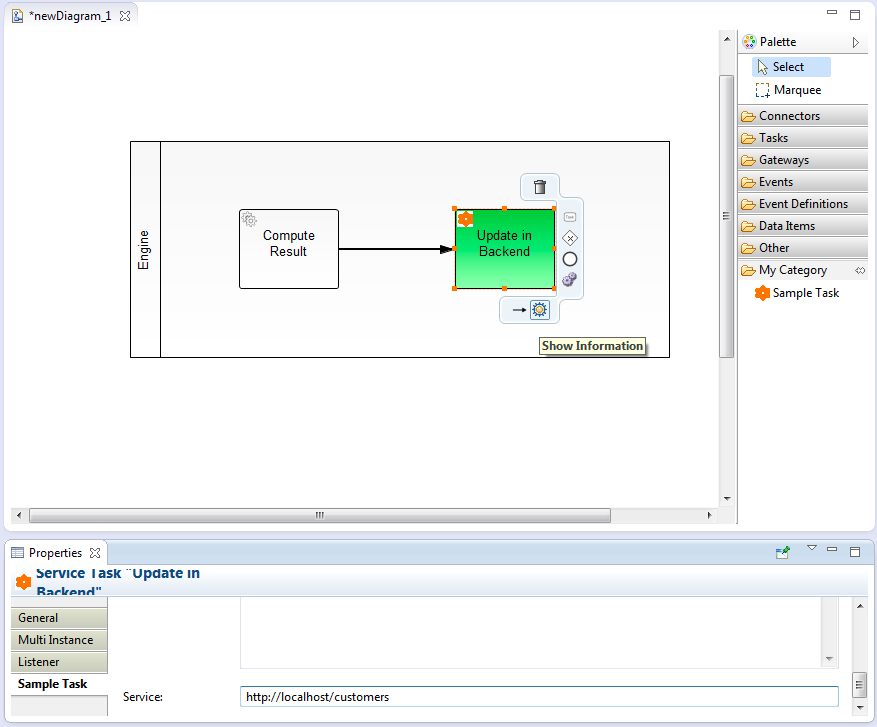 *newDiagram_1
Palette
Select
Marquee
Connectors
Tasks
Gateways
Events
Event Definitions
Data Items
Other
My Category
Sample Task
Engine
Compute
Result
Update in
Backend
Show Information
Properties
Service Task "Update in
Backend"
General
Multi Instance
Listener
Sample Task
Service:
http://localhost/customers